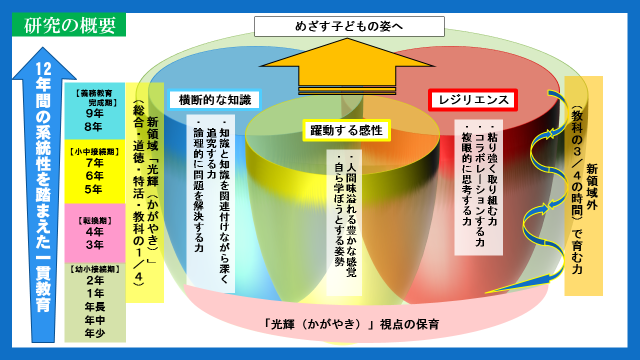 研究の概要
めざす子どもの姿へ
12年間の系統性を踏まえた一貫教育
【義務教育
完成期】
9年
8年
【小中接続期】
7年
6年
5年
【転換期】
4年
3年
【幼小接続期】
2年
1年
年長
年中
年少
新領域「光輝(かがやき)」
(総合・道徳・特活・教科の1/4)
横断的な知識
・知識と知識を関連付けながら深く
追究する力
・論理的に問題を解決する力
躍動する感性
・人間味溢れる豊かな感覚
・自ら学ぼうとする姿勢
レジリエンス
・粘り強く取り組む力
・コラボレーションする力
・複眼的に思考する力
新領域外
(教科の3/4の時間)で育む力
「光輝(かがやき)」視点の保育